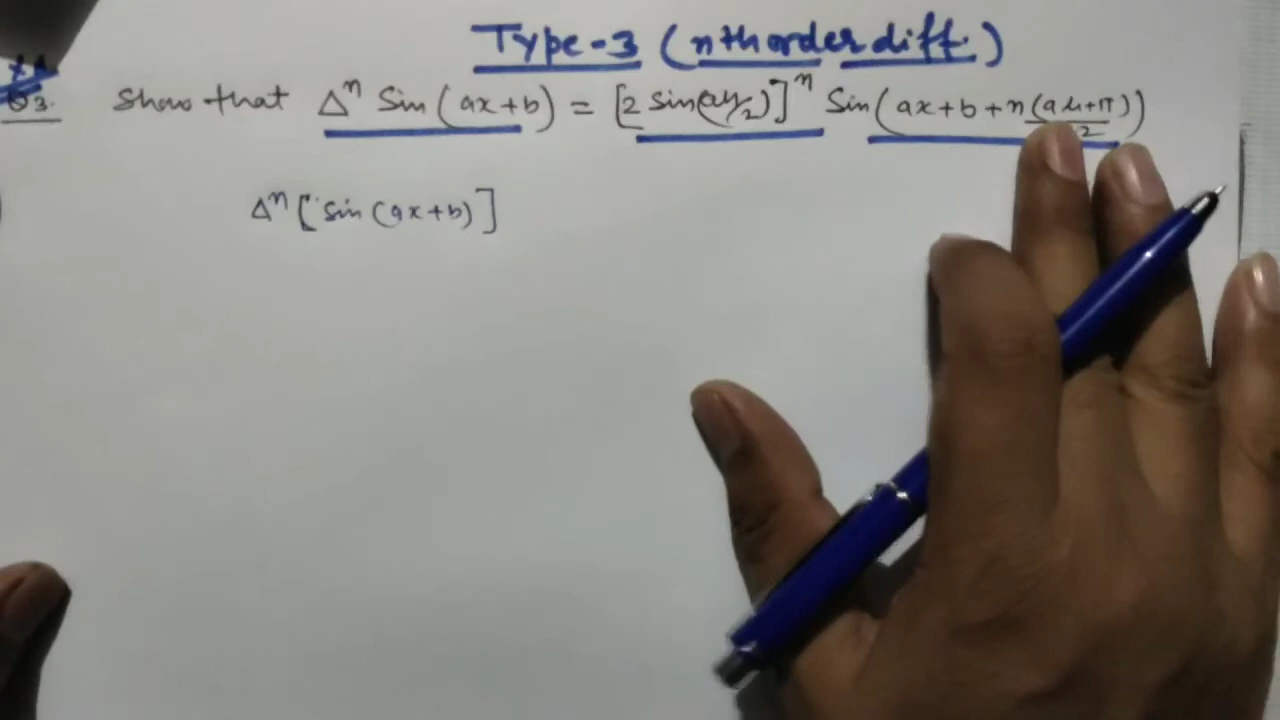 Type-3 (nth order diff.)
Q3. Show that Δⁿ Sin(ax+b) = [2 sin(ah/2)]ⁿ Sin(ax+b+n(ah+π)/2)
Δⁿ [Sin(ax+b)]